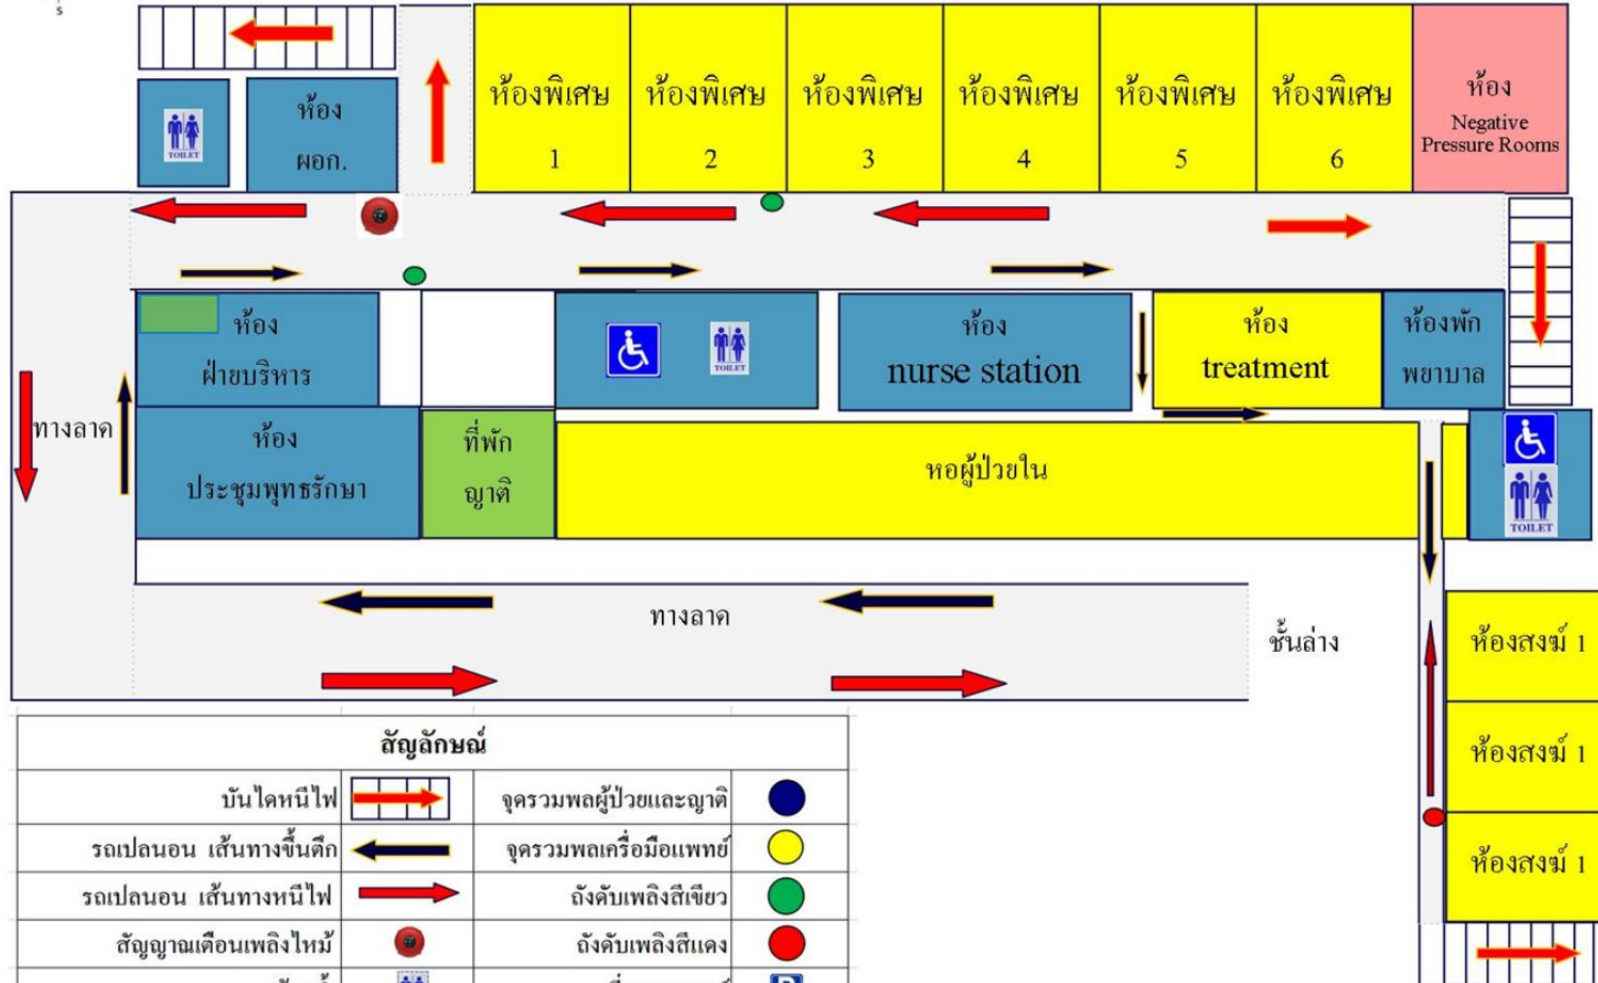 s
ห้องพิเศษ
1
ห้องพิเศษ
2
ห้องพิเศษ
3
ห้องพิเศษ
4
ห้องพิเศษ
5
ห้องพิเศษ
6
ห้อง
Negative
Pressure Rooms
TOILET
ห้อง
ผอก.
ห้อง
ฝ่ายบริหาร
TOILET
ห้อง
nurse station
ห้อง
treatment
ห้องพัก
พยาบาล
ทางลาด
ห้อง
ประชุมพุทธรักษา
ที่พัก
ญาติ
หอผู้ป่วยใน
TOILET
ทางลาด
ชั้นล่าง
ห้องสงฆ์ 1
ห้องสงฆ์ 1
ห้องสงฆ์ 1
สัญลักษณ์
บันไดหนีไฟ
จุดรวมพลผู้ป่วยและญาติ
รถเปลนอน เส้นทางขึ้นตึก
จุดรวมพลเครื่องมือแพทย์
รถเปลนอน เส้นทางหนีไฟ
ถังดับเพลิงสีเขียว
สัญญาณเตือนเพลิงไหม้
ถังดับเพลิงสีแดง